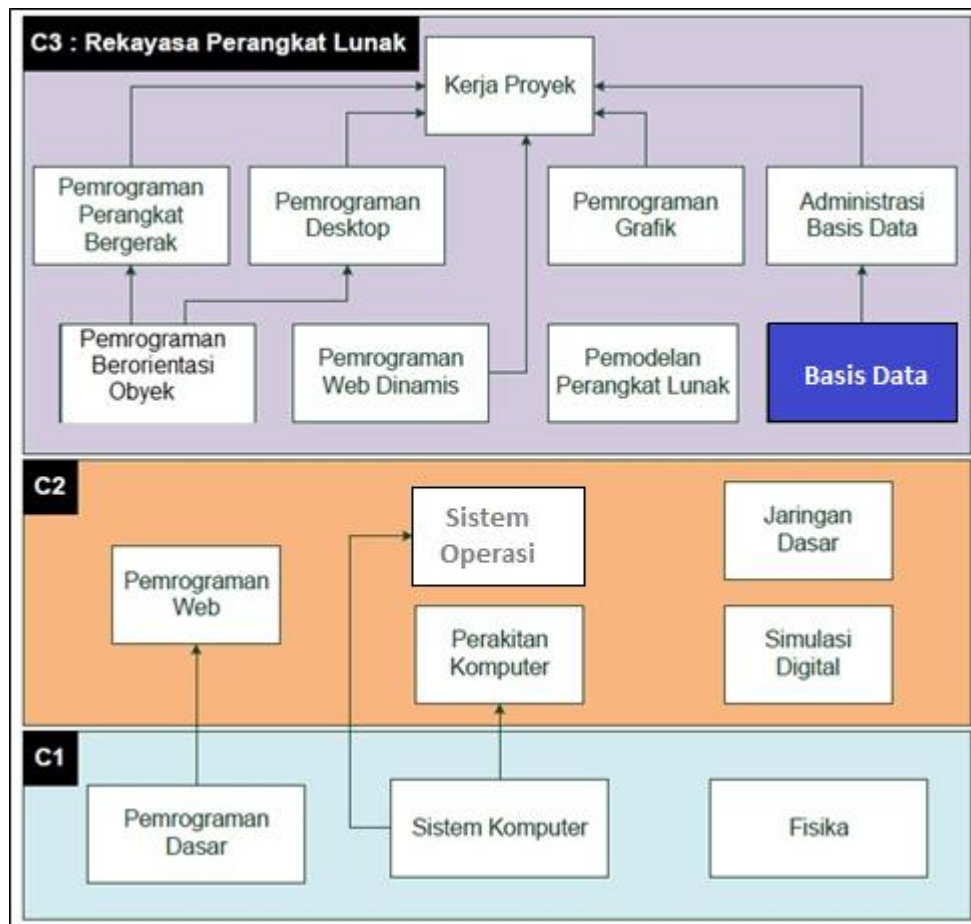 C3 : Rekayasa Perangkat Lunak
Kerja Proyek
Pemrograman
Perangkat
Bergerak
Pemrograman
Desktop
Pemrograman
Grafik
Administrasi
Basis Data
Pemrograman
Berorientasi
Obyek
Pemrograman
Web Dinamis
Pemodelan
Perangkat Lunak
Basis Data
C2
Pemrograman
Web
Sistem
Operasi
Jaringan
Dasar
Perakitan
Komputer
Simulasi
Digital
C1
Pemrograman
Dasar
Sistem Komputer
Fisika